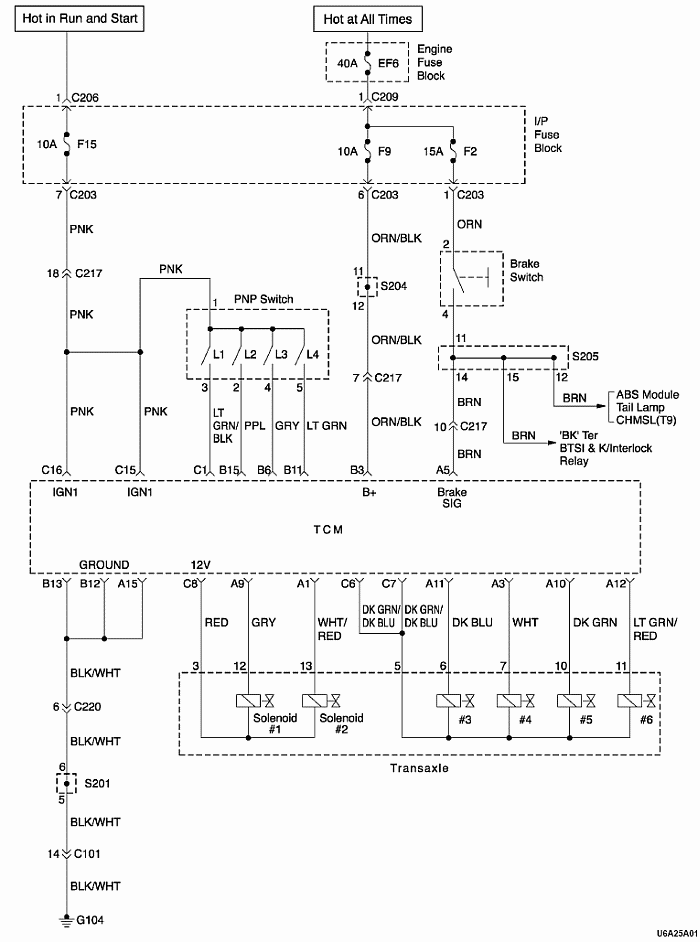 Hot in Run and Start
Hot at All Times
40A EF6
Engine
Fuse
Block
1 C206
1 C209
10A F15
10A F9
15A F2
I/P
Fuse
Block
7 C203
6 C203
1 C203
PNK
ORN/BLK
ORN
18 C217
PNK
2
Brake
Switch
11
S204
12
PNP Switch
1
4
PNK
L1 L2 L3 L4
ORN/BLK
11
S205
3 2 4 5
7 C217
14 15 12
PNK
PNK
LT
GRN/
BLK
PPL
GRY
LT GRN
ORN/BLK
BRN
10 C217
BRN
BRN
ABS Module
Tail Lamp
CHMSL(T9)
BRN
'BK' Ter
BTSI & K/Interlock
Relay
C16 C15 C1 B15 B6 B11 B3 A5
IGN1 IGN1 B+ Brake
SIG
TCM
GROUND 12V
B13 B12 A15 C8 A9 A1 C6 C7 A11 A3 A10 A12
RED
GRY
WHT/
RED
DK GRN/
DK BLU
DK GRN/
DK BLU
DK BLU
WHT
DK GRN
LT GRN/
RED
BLK/WHT
3 12 13 5 6 7 10 11
6 C220
Solenoid
#1
Solenoid
#2
#3 #4 #5 #6
BLK/WHT
Transaxle
6
S201
5
BLK/WHT
14 C101
BLK/WHT
G104
U6A25A01